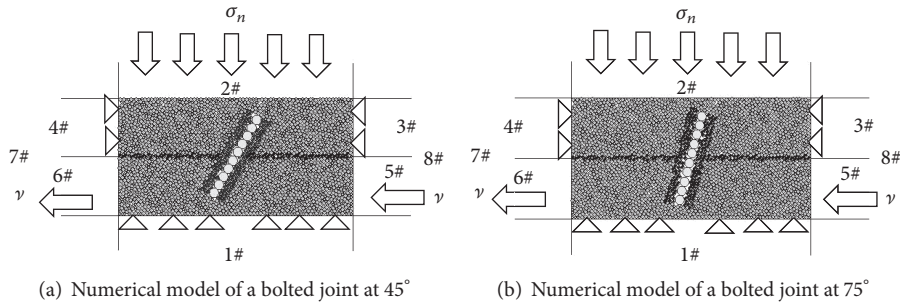 σn σn
2# 2#
4# 3# 4# 3#
7# 8# 7# 8#
6# 5# 6# 5#
ν ν ν ν
1# 1#
(a) Numerical model of a bolted joint at 45° (b) Numerical model of a bolted joint at 75°